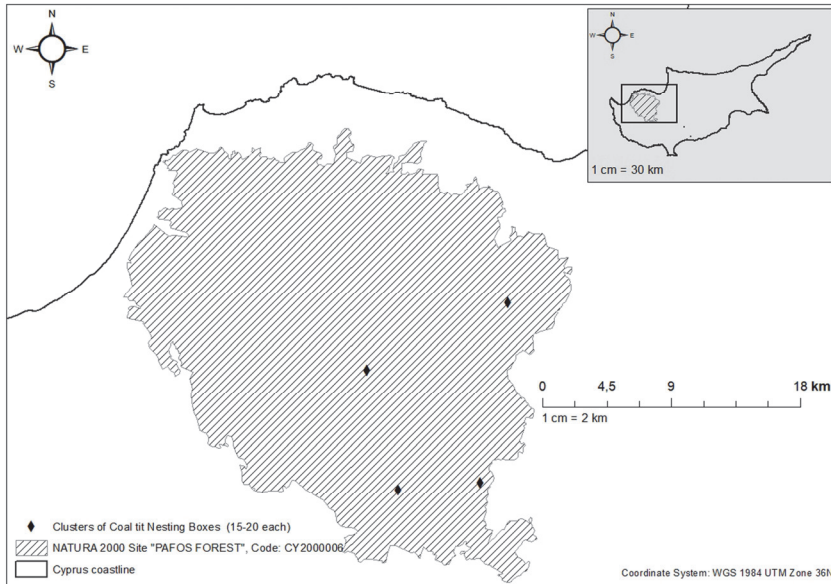 N
W E
S
N
W E
S
1 cm = 30 km
0 4,5 9 18 km
1 cm = 2 km
Clusters of Coal tit Nesting Boxes (15-20 each)
NATURA 2000 Site "PAFOS FOREST", Code: CY2000006
Cyprus coastline
Coordinate System: WGS 1984 UTM Zone 36N